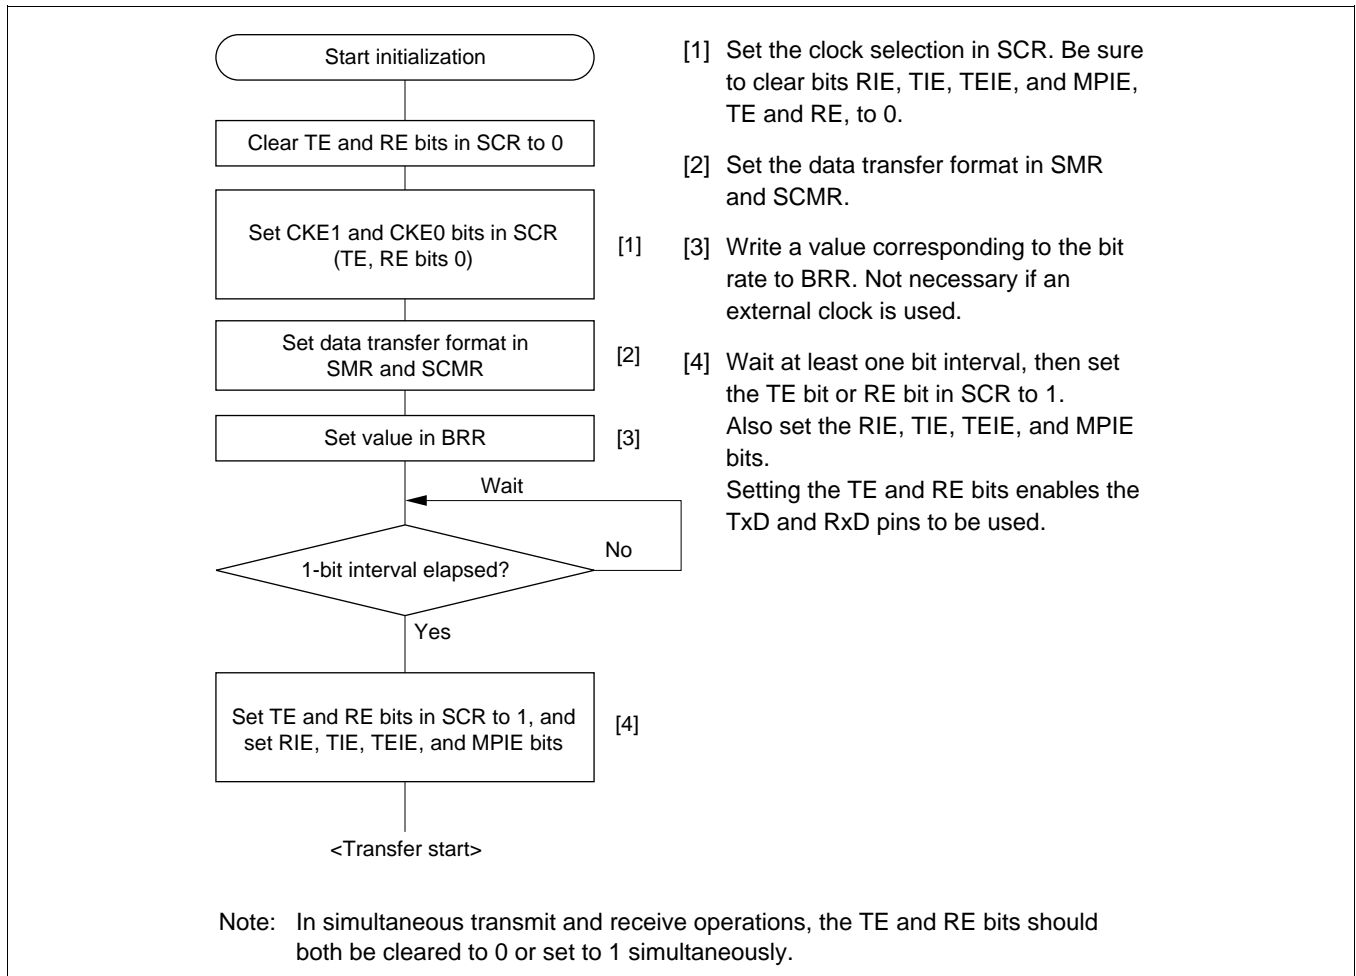 Start initialization
Clear TE and RE bits in SCR to 0
Set CKE1 and CKE0 bits in SCR
(TE, RE bits 0)
[1]
Set data transfer format in
SMR and SCMR
[2]
Set value in BRR
[3]
Wait
1-bit interval elapsed?
No
Yes
Set TE and RE bits in SCR to 1, and
set RIE, TIE, TEIE, and MPIE bits
[4]
<Transfer start>
[1] Set the clock selection in SCR. Be sure
to clear bits RIE, TIE, TEIE, and MPIE,
TE and RE, to 0.
[2] Set the data transfer format in SMR
and SCMR.
[3] Write a value corresponding to the bit
rate to BRR. Not necessary if an
external clock is used.
[4] Wait at least one bit interval, then set
the TE bit or RE bit in SCR to 1.
Also set the RIE, TIE, TEIE, and MPIE
bits.
Setting the TE and RE bits enables the
TxD and RxD pins to be used.
Note: In simultaneous transmit and receive operations, the TE and RE bits should
both be cleared to 0 or set to 1 simultaneously.